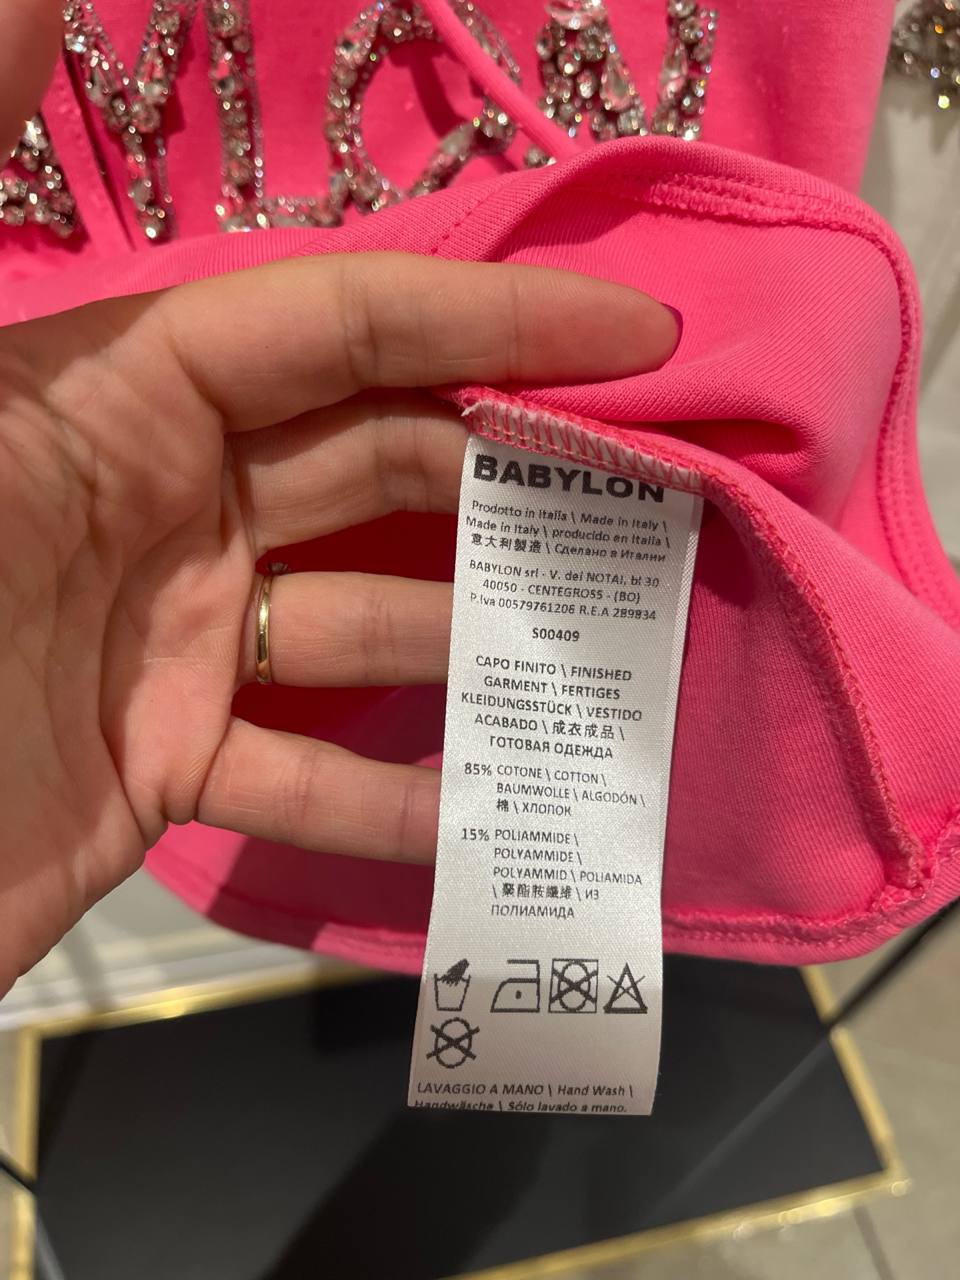 BABYLON
Prodotto in Italia \ Made in Italy \
Made in Italy \ producido en Italia \
意大利製造 \ Сделано в Италии
BABYLON srl - V. dei NOTAI, bl 30
40050 - CENTEGROSS - (BO)
P.Iva 00579761206 R.E.A 289834
S00409
CAPO FINITO \ FINISHED
GARMENT \ FERTIGES
KLEIDUNGSSTÜCK \ VESTIDO
ACABADO \ 成衣成品 \
ГОТОВАЯ ОДЕЖДА
85% COTONE \ COTTON \
BAUMWOLLE \ ALGODÓN \
棉 \ ХЛОПОК
15% POLIAMMIDE \
POLYAMMIDE \
POLYAMMID \ POLIAMIDA
\ 聚酯胺纖維 \ ИЗ
ПОЛИАМИДА
LAVAGGIO A MANO \ Hand Wash \
Handwäsche \ Sólo lavado a mano.